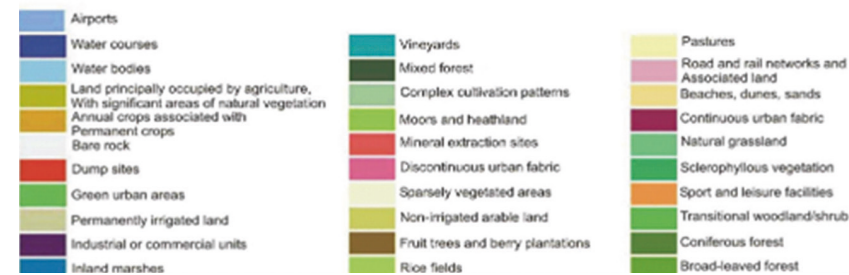 Airports
Water courses
Water bodies
Land principally occupied by agriculture,
With significant areas of natural vegetation
Annual crops associated with
Permanent crops
Bare rock
Dump sites
Green urban areas
Permanently irrigated land
Industrial or commercial units
Inland marshes
Vineyards
Mixed forest
Complex cultivation patterns
Moors and heathland
Mineral extraction sites
Discontinuous urban fabric
Sparsely vegetated areas
Non-irrigated arable land
Fruit trees and berry plantations
Rice fields
Pastures
Road and rail networks and
Associated land
Beaches, dunes, sands
Continuous urban fabric
Natural grassland
Sclerophyllous vegetation
Sport and leisure facilities
Transitional woodland/shrub
Coniferous forest
Broad-leaved forest